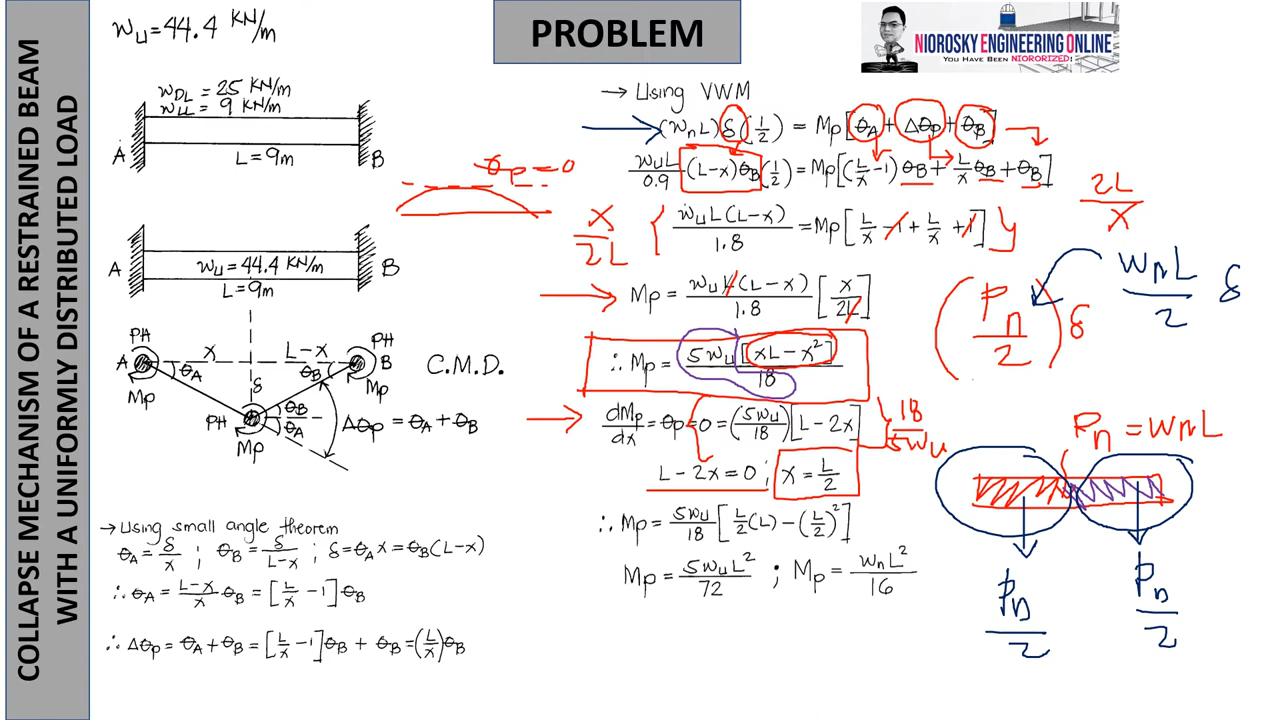 COLLAPSE MECHANISM OF A RESTRAINED BEAM
WITH A UNIFORMLY DISTRIBUTED LOAD
PROBLEM
NIOROSKY ENGINEERING ONLINE
YOU HAVE BEEN NIORORIZED!
Wu = 44.4 KN/m
WDL = 25 KN/m
WLL = 9 KN/m
A
L = 9m
B
A
Wu = 44.4 KN/m
B
L = 9m
PH
x
L-x
PH
A
θA
θB
B
Mp
δ
Mp
C.M.D.
PH
θB
θA
Δθp = θA + θB
Mp
→ Using small angle theorem
θA = δ/x ; θB = δ/(L-x) ; δ = θA x = θB (L-x)
∴ θA = (L-x)/x θB = [L/x - 1] θB
∴ Δθp = θA + θB = [L/x - 1] θB + θB = (L/x) θB
→ Using VWM
(WnL) δ (1/2) = Mp [θA + Δθp + θB]
WuL/0.9 (L-x) θB (1/2) = Mp [(L/x - 1) θB + L/x θB + θB]
{ WuL(L-x)/1.8 = Mp [L/x - 1 + L/x + 1] }
Mp = WuL(L-x)/1.8 [x/2L]
∴ Mp = 5Wu [xL - x²]/18
dMp/dx = θp = 0 = (5Wu/18) [L - 2x]
L - 2x = 0 ; x = L/2
∴ Mp = 5Wu/18 [L/2 (L) - (L/2)²]
Mp = 5WuL²/72 ; Mp = WnL²/16
θp = 0
x/2L
2L/x
WnL/2 δ
(Pn/2) δ
18/5Wu
Pn = WnL
Pn/2
Pn/2